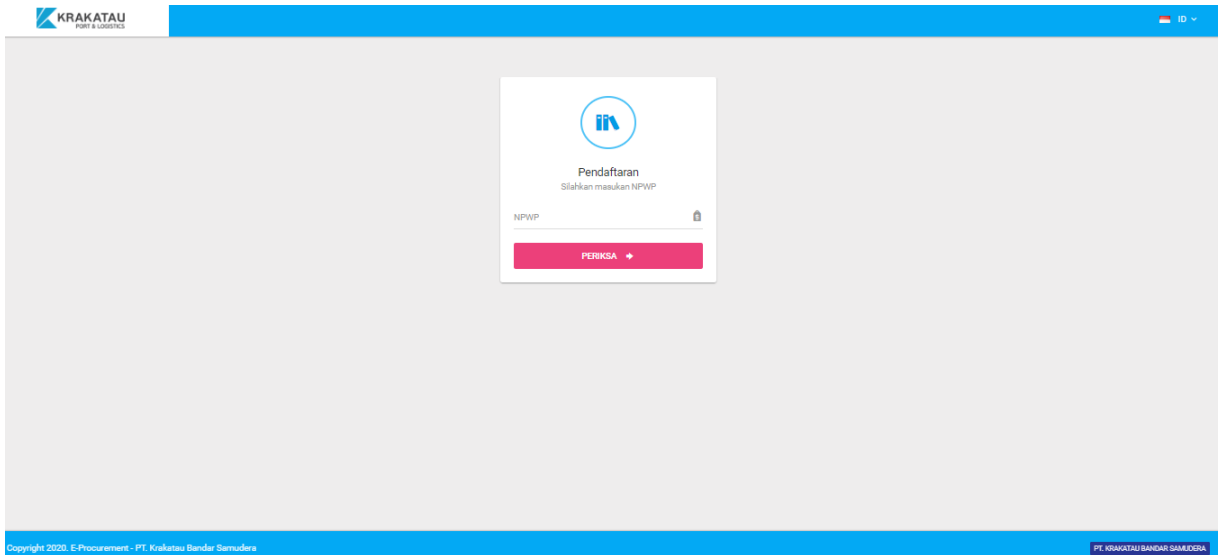 KRAKATAU
PORT & LOGISTICS
ID
Pendaftaran
Silahkan masukan NPWP
NPWP
PERIKSA
Copyright 2020. E-Procurement - PT. Krakatau Bandar Samudera
PT. KRAKATAU BANDAR SAMUDERA